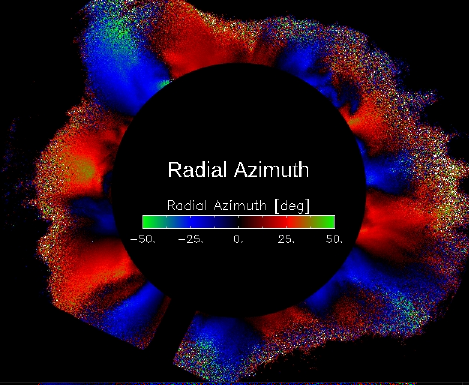 Radial Azimuth
Radial Azimuth [deg]
−50. −25. 0. 25. 50.